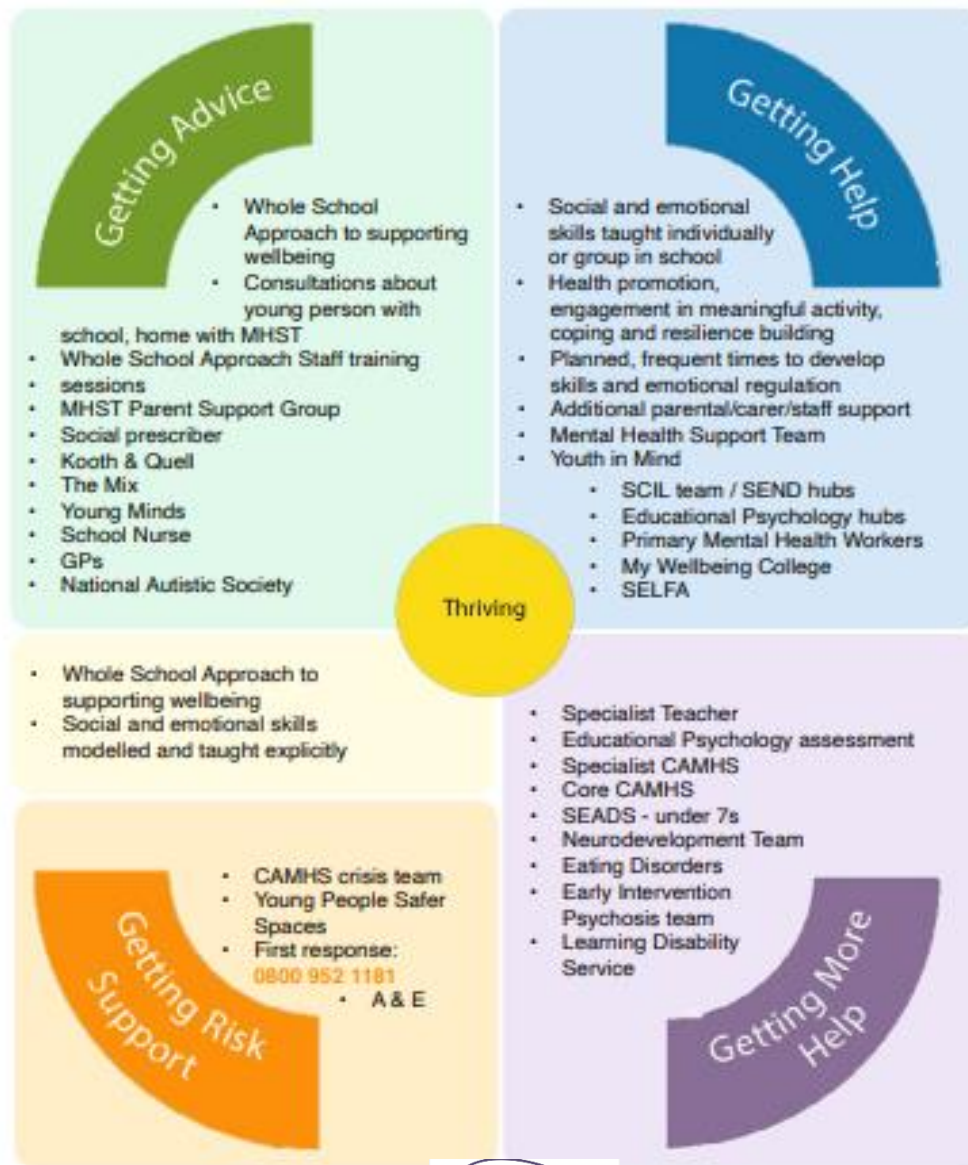 Getting Advice
• Whole School
Approach to supporting
wellbeing
• Consultations about
young person with
school, home with MHST
• Whole School Approach Staff training
• sessions
• MHST Parent Support Group
• Social prescriber
• Kooth & Quell
• The Mix
• Young Minds
• School Nurse
• GPs
• National Autistic Society
Getting Help
• Social and emotional
skills taught individually
or group in school
• Health promotion,
engagement in meaningful activity,
coping and resilience building
• Planned, frequent times to develop
skills and emotional regulation
• Additional parental/carer/staff support
• Mental Health Support Team
• Youth in Mind
• SCIL team / SEND hubs
• Educational Psychology hubs
• Primary Mental Health Workers
• My Wellbeing College
• SELFA
Thriving
• Whole School Approach to
supporting wellbeing
• Social and emotional skills
modelled and taught explicitly
Getting Risk
Support
• CAMHS crisis team
• Young People Safer
Spaces
• First response:
0800 952 1181
• A & E
• Specialist Teacher
• Educational Psychology assessment
• Specialist CAMHS
• Core CAMHS
• SEADS - under 7s
• Neurodevelopment Team
• Eating Disorders
• Early Intervention
Psychosis team
• Learning Disability
Service
Getting More
Help